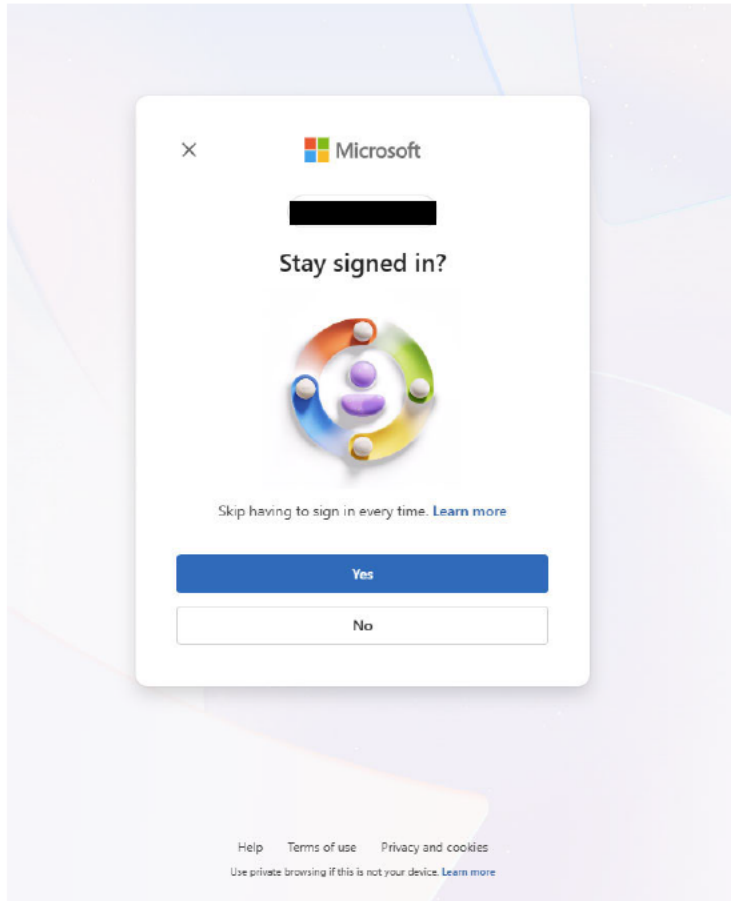 Microsoft
Stay signed in?
Skip having to sign in every time. Learn more
Yes
No
Help Terms of use Privacy and cookies
Use private browsing if this is not your device. Learn more